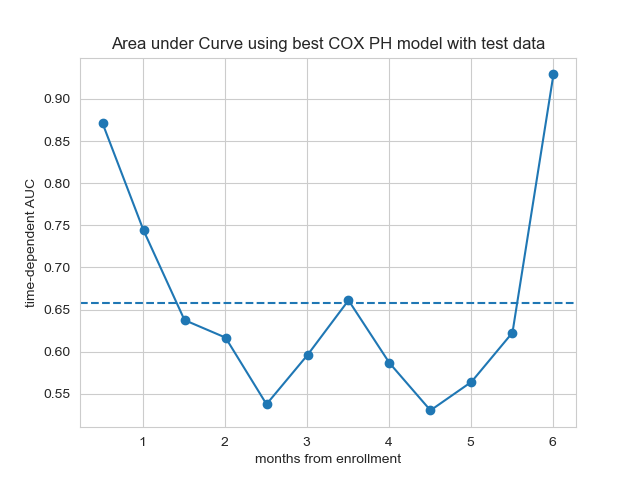 Area under Curve using best COX PH model with test data
time-dependent AUC
0.90
0.85
0.80
0.75
0.70
0.65
0.60
0.55
1 2 3 4 5 6
months from enrollment